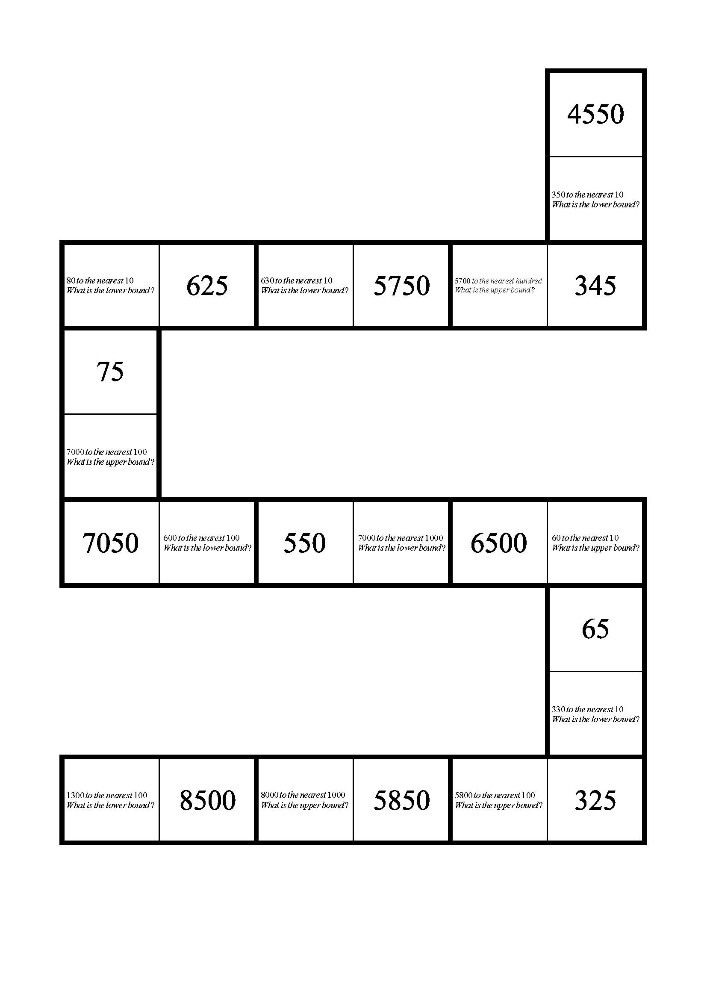 4550
350 to the nearest 10
What is the lower bound?
80 to the nearest 10
What is the lower bound?
625
630 to the nearest 10
What is the lower bound?
5750
5700 to the nearest hundred
What is the upper bound?
345
75
7000 to the nearest 100
What is the upper bound?
7050
600 to the nearest 100
What is the lower bound?
550
7000 to the nearest 1000
What is the lower bound?
6500
60 to the nearest 10
What is the upper bound?
65
330 to the nearest 10
What is the lower bound?
1300 to the nearest 100
What is the lower bound?
8500
8000 to the nearest 1000
What is the upper bound?
5850
5800 to the nearest 100
What is the upper bound?
325